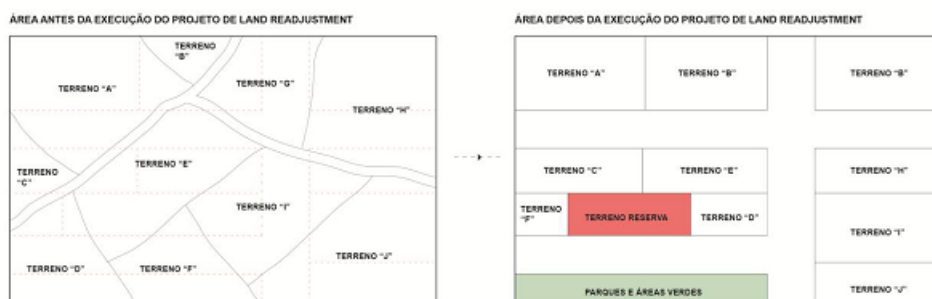 ÁREA ANTES DA EXECUÇÃO DO PROJETO DE LAND READJUSTMENT
TERRENO
"B"
TERRENO "A"
TERRENO "G"
TERRENO "H"
TERRENO "E"
TERRENO
"C"
TERRENO "I"
TERRENO "J"
TERRENO "D"
TERRENO "F"
ÁREA DEPOIS DA EXECUÇÃO DO PROJETO DE LAND READJUSTMENT
TERRENO "A"
TERRENO "B"
TERRENO "B"
TERRENO "C"
TERRENO "E"
TERRENO "H"
TERRENO
"F"
TERRENO RESERVA
TERRENO "D"
TERRENO "I"
PARQUES E ÁREAS VERDES
TERRENO "J"